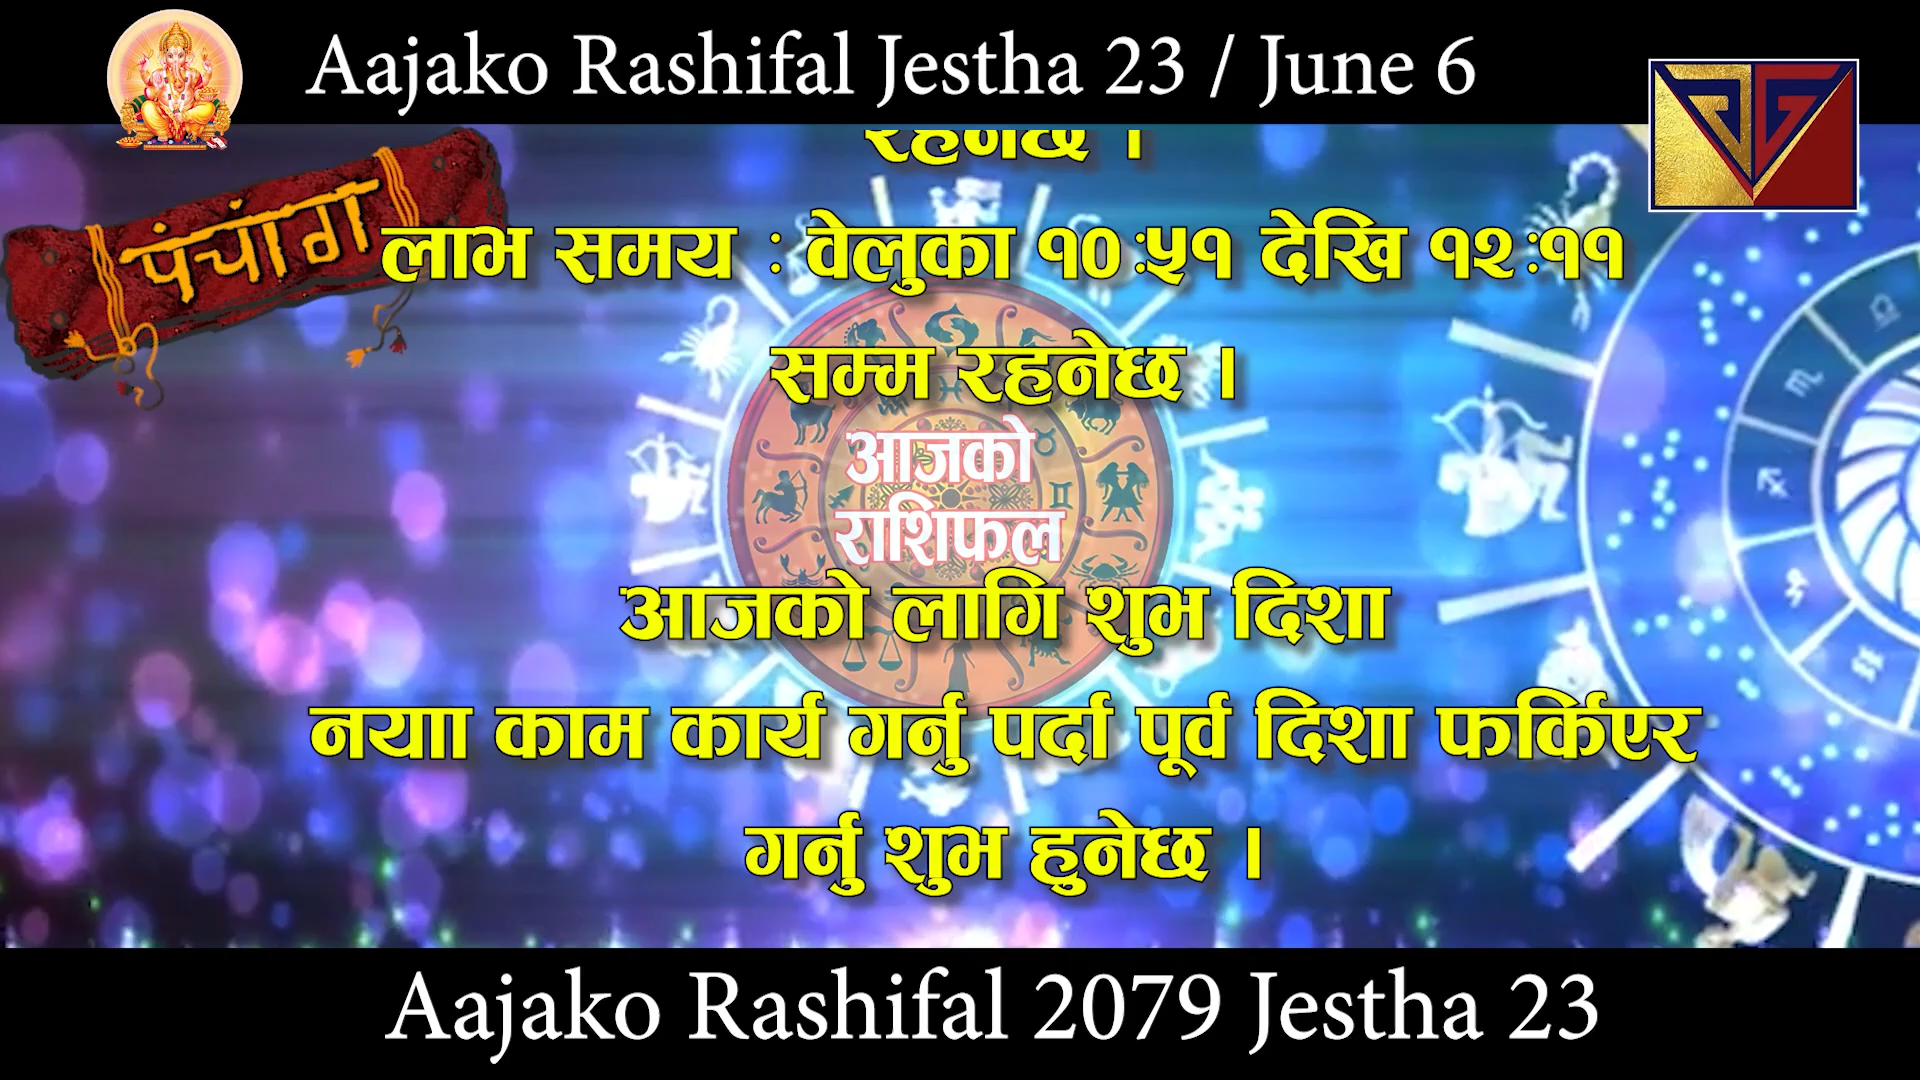 Aajako Rashifal Jestha 23 / June 6
पंचांग
लाभ समय : वेलुका १०:५१ देखि १२:११
सम्म रहनेछ ।
आजको
राशिफल
आजको लागि शुभ दिशा
नयाा काम कार्य गर्नु पर्दा पूर्व दिशा फर्किएर
गर्नु शुभ हुनेछ ।
Aajako Rashifal 2079 Jestha 23